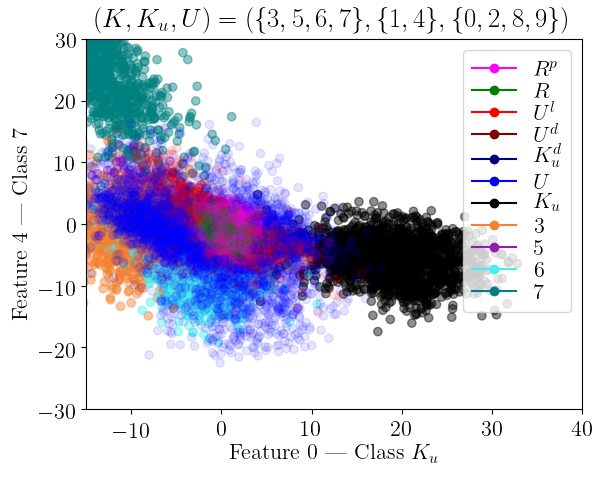 (K, K_u, U) = ({3, 5, 6, 7}, {1, 4}, {0, 2, 8, 9})
30
20
10
0
−10
−20
−30
Feature 4 — Class 7
R^p
R
U^l
U^d
K_u^d
U
K_u
3
5
6
7
−10
0
10
20
30
40
Feature 0 — Class K_u